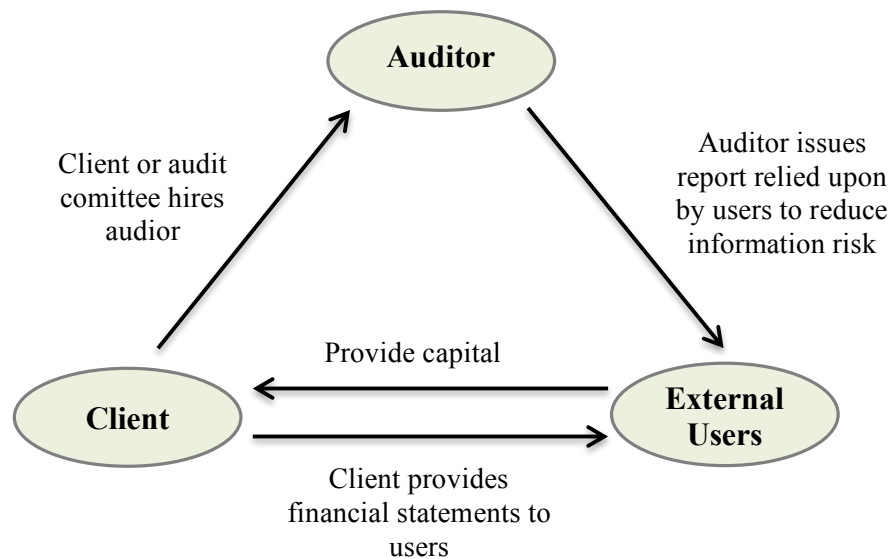 Auditor
Client or audit
comittee hires
audior
Auditor issues
report relied upon
by users to reduce
information risk
Provide capital
Client
External
Users
Client provides
financial statements to
users